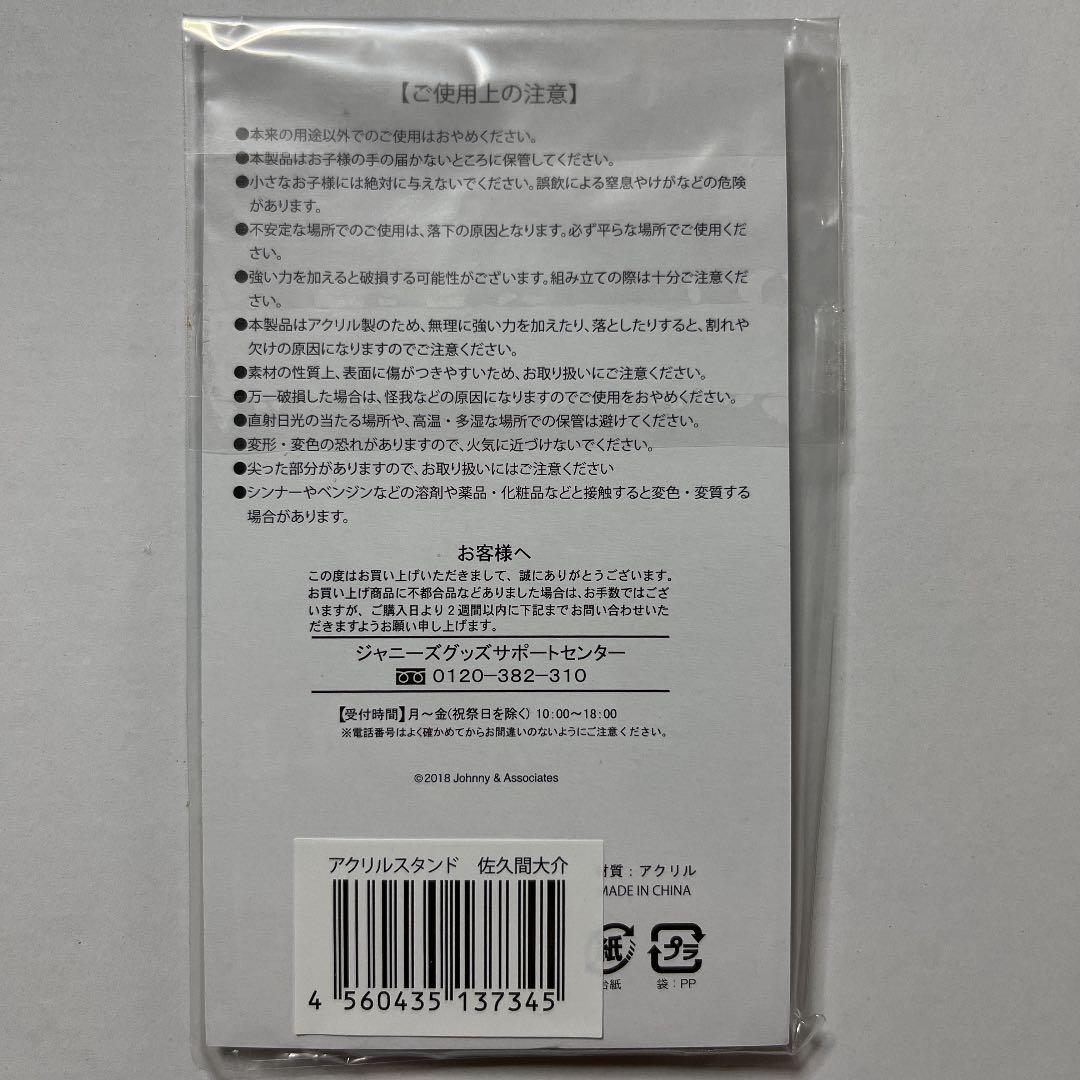 【ご使用上の注意】
●本来の用途以外でのご使用はおやめください。
●本製品はお子様の手の届かないところに保管してください。
●小さなお子様には絶対に与えないでください。誤飲による窒息やけがなどの危険
があります。
●不安定な場所でのご使用は、落下の原因となります。必ず平らな場所でご使用くだ
さい。
●強い力を加えると破損する可能性がございます。組み立ての際は十分ご注意くだ
さい。
●本製品はアクリル製のため、無理に強い力を加えたり、落としたりすると、割れや
欠けの原因になりますのでご注意ください。
●素材の性質上、表面に傷がつきやすいため、お取り扱いにご注意ください。
●万一破損した場合は、怪我などの原因になりますのでご使用をおやめください。
●直射日光の当たる場所や、高温・多湿な場所での保管は避けてください。
●変形・変色の恐れがありますので、火気に近づけないでください。
●尖った部分がありますので、お取り扱いにはご注意ください
●シンナーやベンジンなどの溶剤や薬品・化粧品などと接触すると変色・変質する
場合があります。
お客様へ
この度はお買い上げいただきまして、誠にありがとうございます。
お買い上げ商品に不都合品などありました場合は、お手数ではござ
いますが、ご購入日より2週間以内に下記までお問い合わせいた
だきますようお願い申し上げます。
ジャニーズグッズサポートセンター
0120-382-310
【受付時間】月～金(祝祭日を除く) 10:00～18:00
※電話番号はよく確かめてからお間違いのないようにご注意ください。
©2018 Johnny & Associates
アクリルスタンド 佐久間大介
4 560435 137345
材質：アクリル
MADE IN CHINA
紙 プラ
台紙 袋：PP